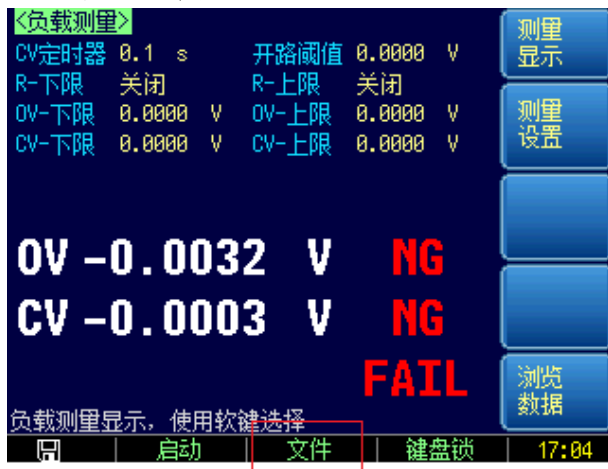 <负载测量>
CV定时器 0.1 s 开路阈值 0.0000 V
R-下限 关闭 R-上限 关闭
OV-下限 0.0000 V OV-上限 0.0000 V
CV-下限 0.0000 V CV-上限 0.0000 V
OV -0.0032 V NG
CV -0.0003 V NG
FAIL
负载测量显示，使用软键选择
测量
显示
测量
设置
浏览
数据
启动 文件 键盘锁 17:04